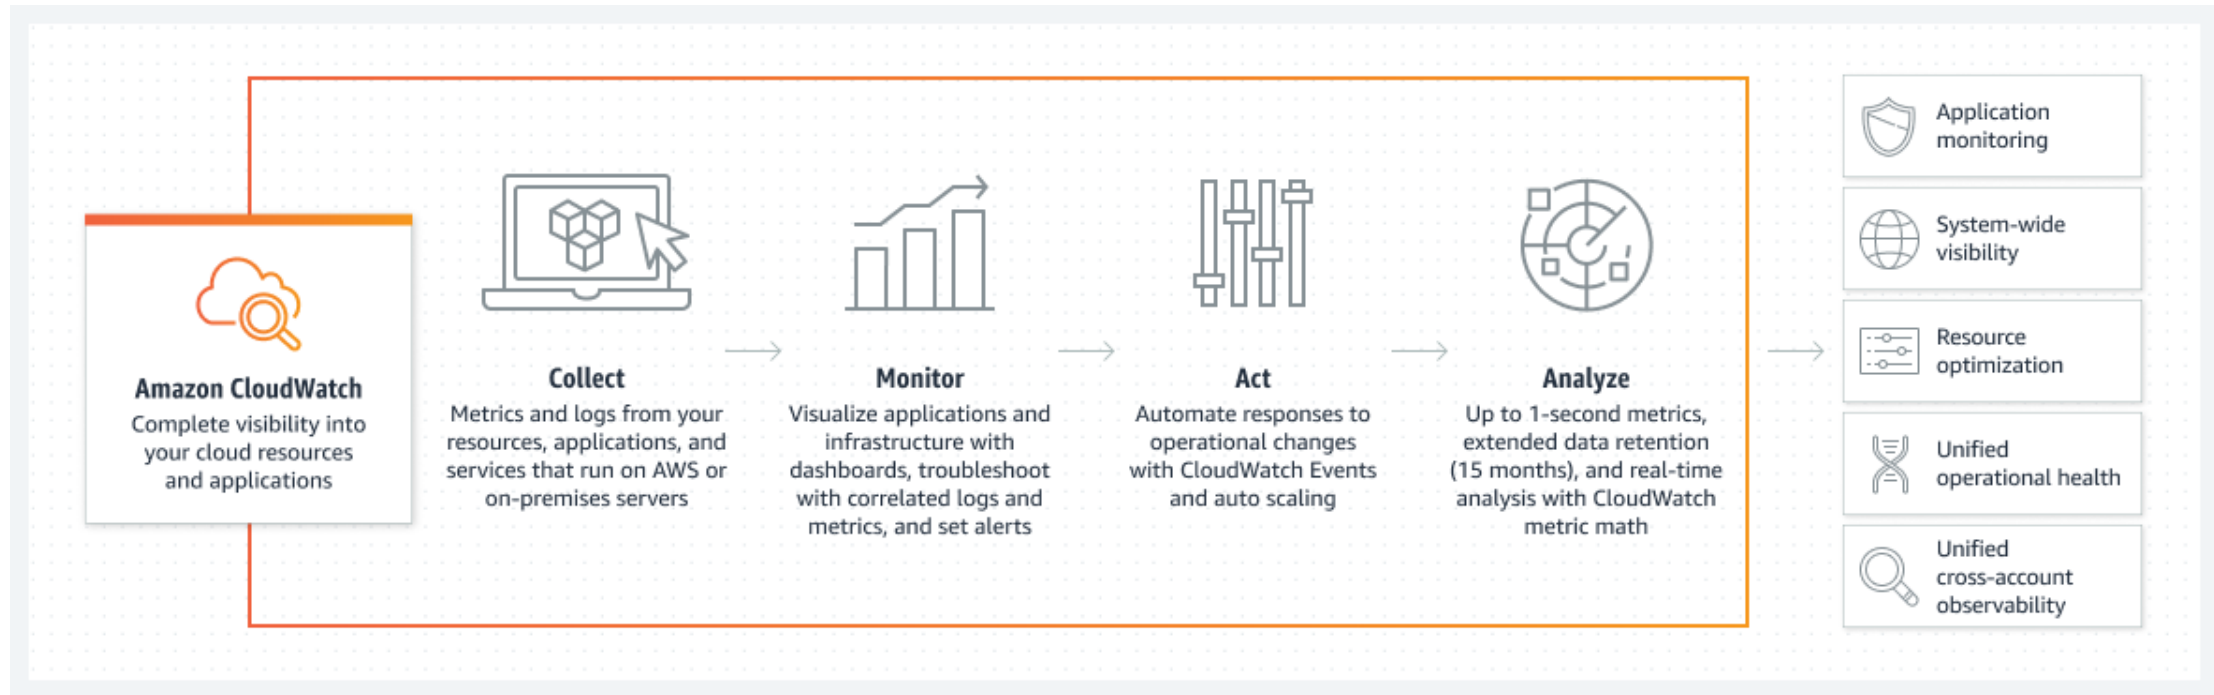 Amazon CloudWatch
Complete visibility into
your cloud resources
and applications
Collect
Metrics and logs from your
resources, applications, and
services that run on AWS or
on-premises servers
Monitor
Visualize applications and
infrastructure with
dashboards, troubleshoot
with correlated logs and
metrics, and set alerts
Act
Automate responses to
operational changes
with CloudWatch Events
and auto scaling
Analyze
Up to 1-second metrics,
extended data retention
(15 months), and real-time
analysis with CloudWatch
metric math
Application
monitoring
System-wide
visibility
Resource
optimization
Unified
operational health
Unified
cross-account
observability